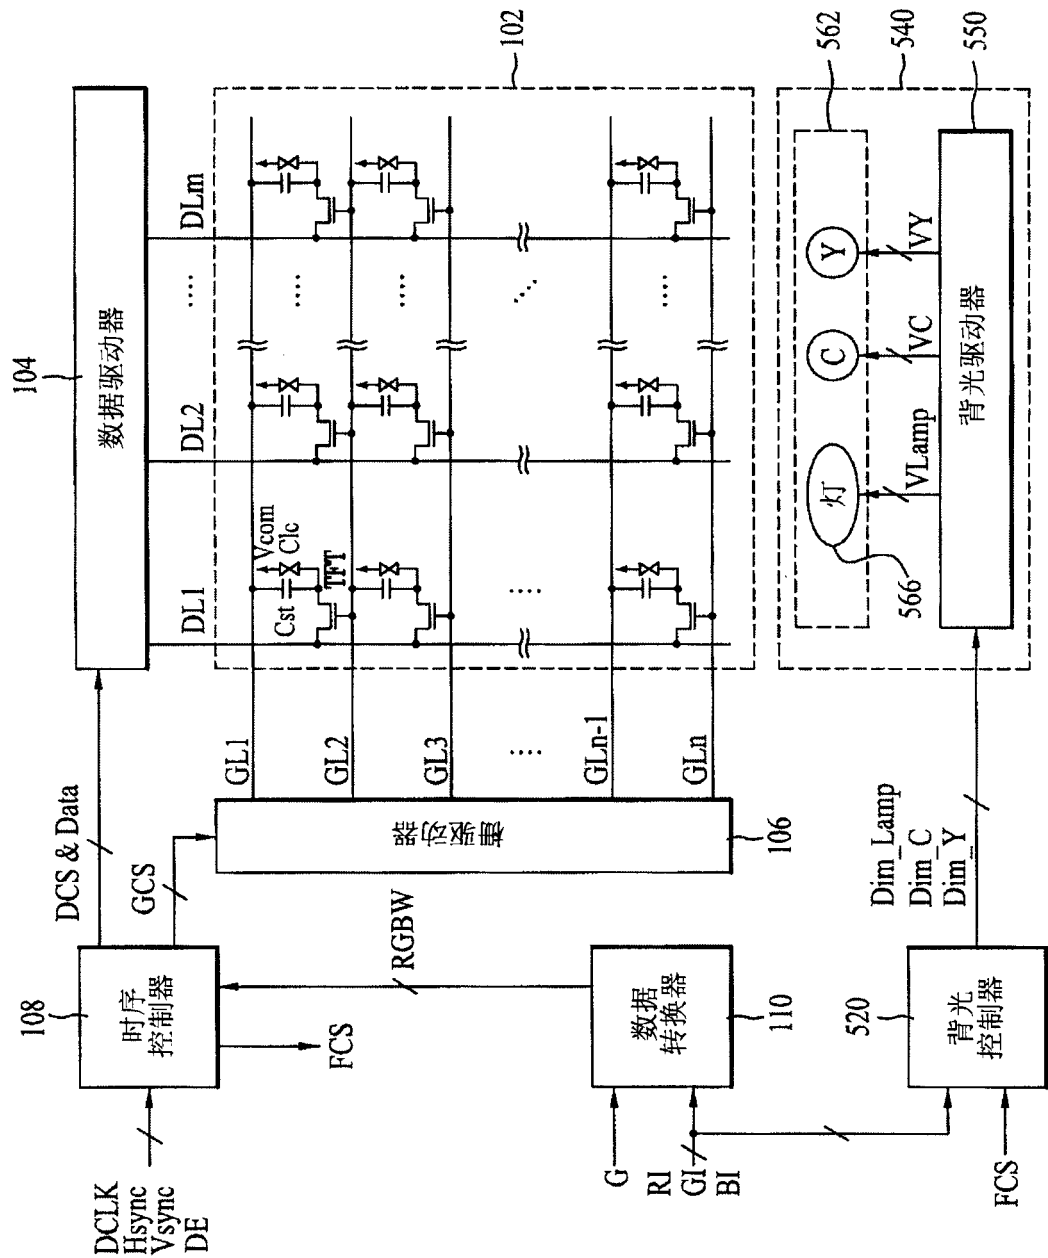 DCLK
Hsync
Vsync
DE
108
时序
控制器
FCS
DCS & Data
GCS
104
数据驱动器
DL1
DL2
....
DLm
102
GL1
GL2
GL3
....
GLn-1
GLn
Vcom
Clc
Cst
TFT
....
....
....
....
栅驱动器
106
RGBW
G
RI
GI
BI
数据
转换器
110
FCS
520
背光
控制器
Dim_Lamp
Dim_C
Dim_Y
562
540
550
灯
C
Y
566
VLamp
VC
VY
背光驱动器